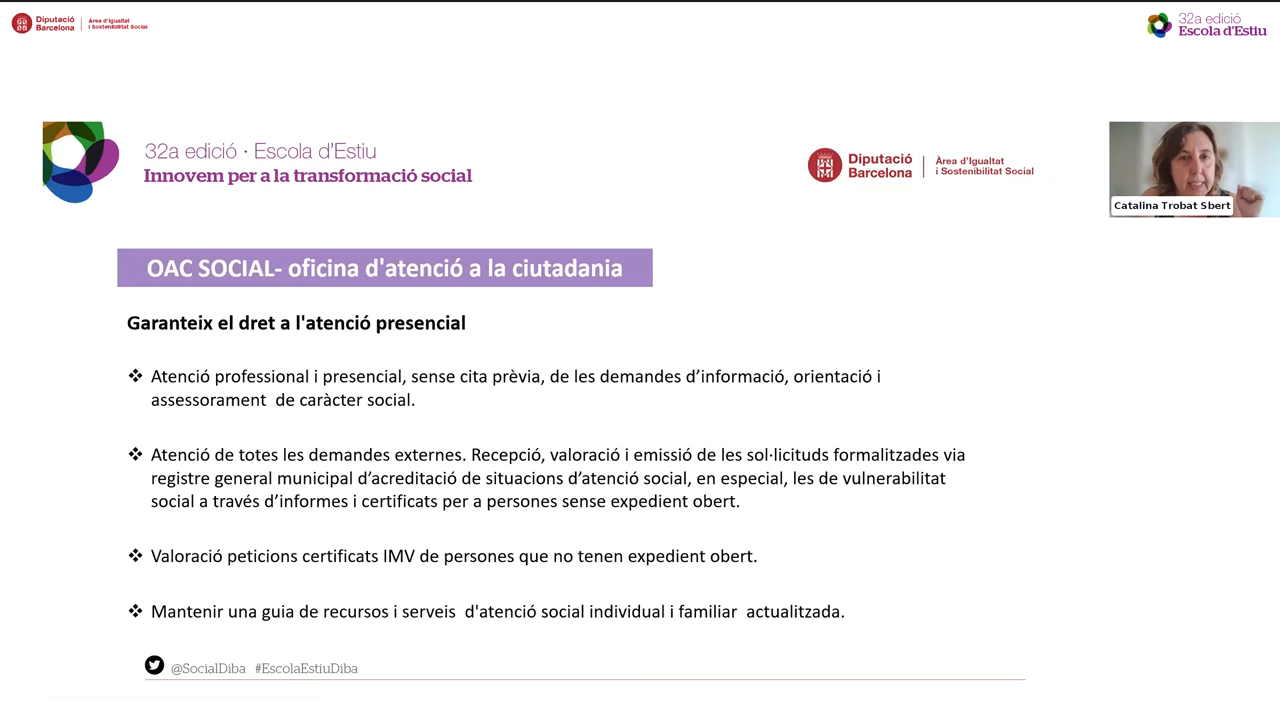 Diputació
Barcelona
Àrea d'Igualtat
i Sostenibilitat Social
32a edició
Escola d'Estiu
32a edició · Escola d'Estiu
Innovem per a la transformació social
Diputació
Barcelona
Àrea d'Igualtat
i Sostenibilitat Social
Catalina Trobat Sbert
OAC SOCIAL- oficina d'atenció a la ciutadania
Garanteix el dret a l'atenció presencial
❖ Atenció professional i presencial, sense cita prèvia, de les demandes d’informació, orientació i
assessorament de caràcter social.
❖ Atenció de totes les demandes externes. Recepció, valoració i emissió de les sol·licituds formalitzades via
registre general municipal d’acreditació de situacions d’atenció social, en especial, les de vulnerabilitat
social a través d’informes i certificats per a persones sense expedient obert.
❖ Valoració peticions certificats IMV de persones que no tenen expedient obert.
❖ Mantenir una guia de recursos i serveis d'atenció social individual i familiar actualitzada.
@SocialDiba #EscolaEstiuDiba